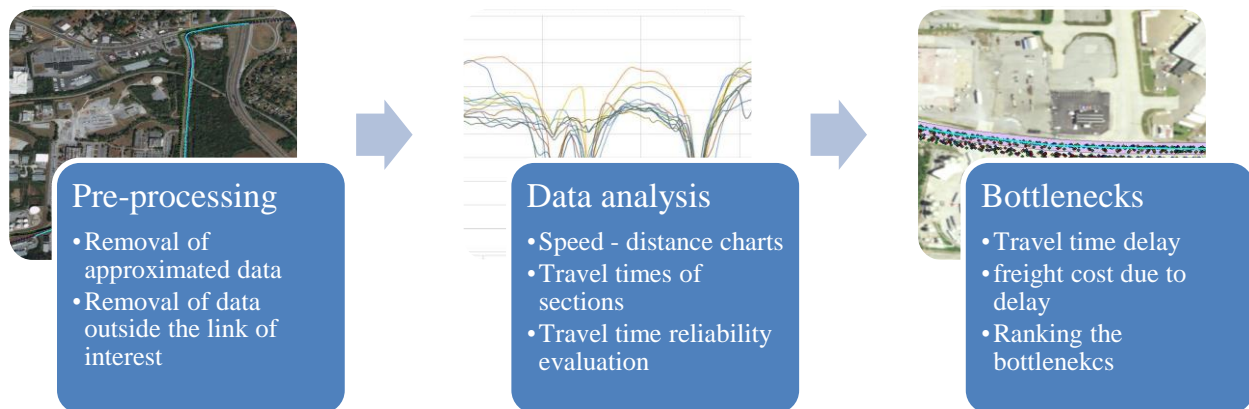 Pre-processing
•Removal of
approximated data
•Removal of data
outside the link of
interest
Data analysis
•Speed - distance charts
•Travel times of
sections
•Travel time reliability
evaluation
Bottlenecks
•Travel time delay
•freight cost due to
delay
•Ranking the
bottlenekcs